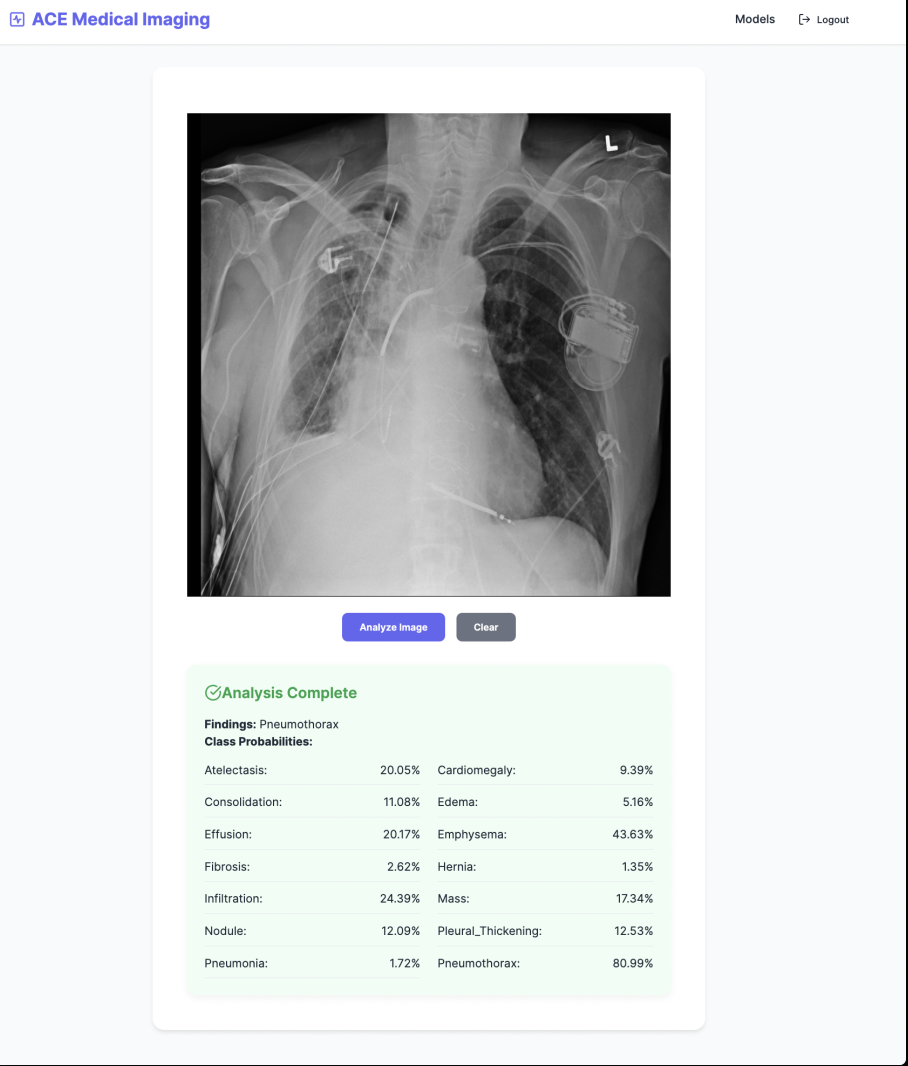 ACE Medical Imaging
Models
Logout
L
Analyze Image
Clear
Analysis Complete
Findings: Pneumothorax
Class Probabilities:
Atelectasis: 20.05% Cardiomegaly: 9.39%
Consolidation: 11.08% Edema: 5.16%
Effusion: 20.17% Emphysema: 43.63%
Fibrosis: 2.62% Hernia: 1.35%
Infiltration: 24.39% Mass: 17.34%
Nodule: 12.09% Pleural_Thickening: 12.53%
Pneumonia: 1.72% Pneumothorax: 80.99%